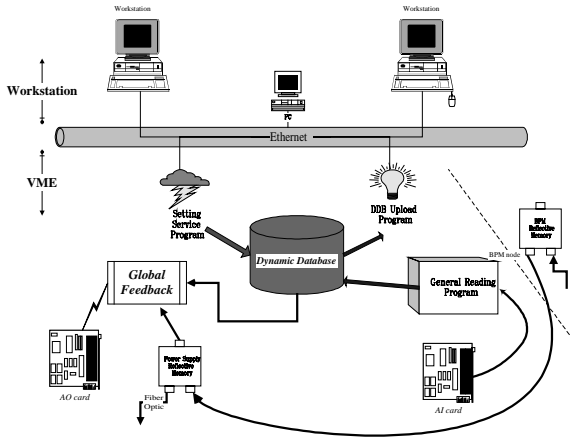 Workstation
Workstation
Workstation
PC
Ethernet
VME
Setting
Service
Program
DDB Upload
Program
BPM
Reflective
Memory
Dynamic Database
BPM node
Global
Feedback
General Reading
Program
Power Supply
Reflective
Memory
AO card
Fiber
Optic
AI card